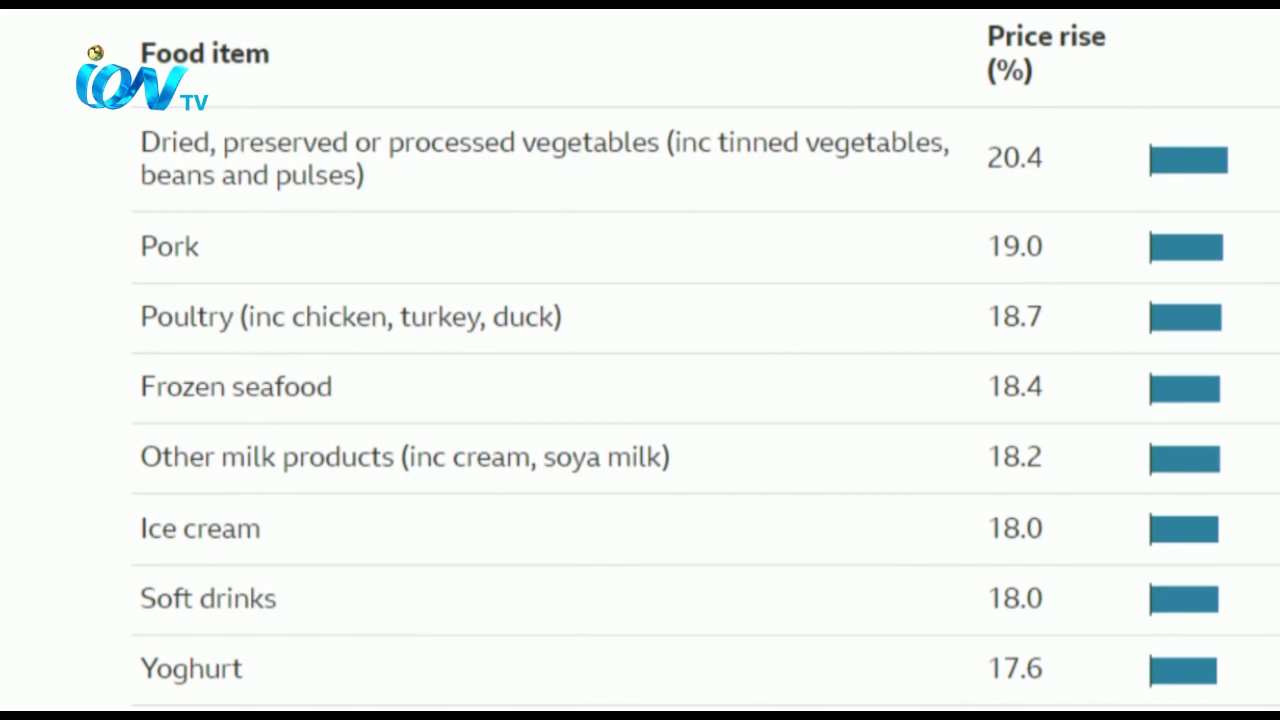 iON TV
Food item
Price rise
(%)
Dried, preserved or processed vegetables (inc tinned vegetables,
beans and pulses)
20.4
Pork
19.0
Poultry (inc chicken, turkey, duck)
18.7
Frozen seafood
18.4
Other milk products (inc cream, soya milk)
18.2
Ice cream
18.0
Soft drinks
18.0
Yoghurt
17.6